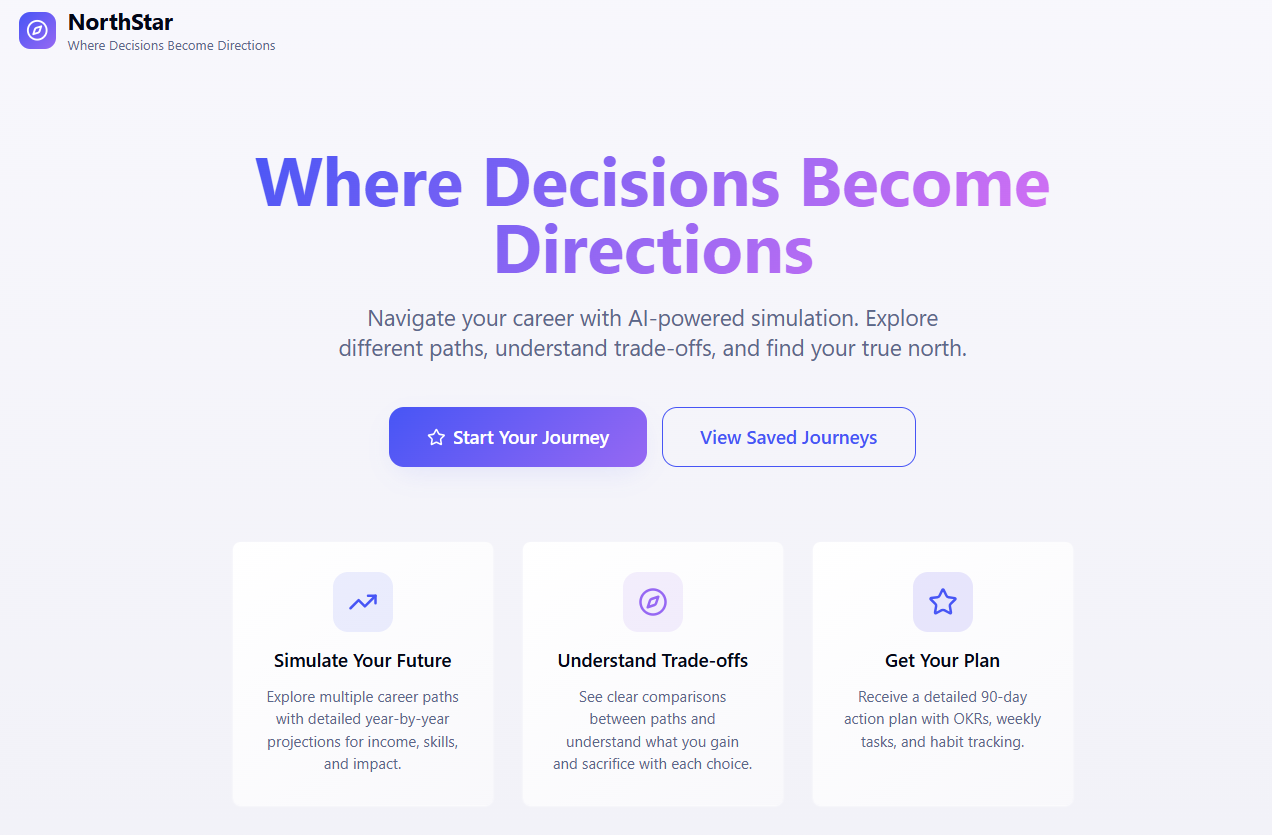 NorthStar
Where Decisions Become Directions
Where Decisions Become
Directions
Navigate your career with AI-powered simulation. Explore
different paths, understand trade-offs, and find your true north.
Start Your Journey
View Saved Journeys
Simulate Your Future
Explore multiple career paths
with detailed year-by-year
projections for income, skills,
and impact.
Understand Trade-offs
See clear comparisons
between paths and
understand what you gain
and sacrifice with each choice.
Get Your Plan
Receive a detailed 90-day
action plan with OKRs, weekly
tasks, and habit tracking.